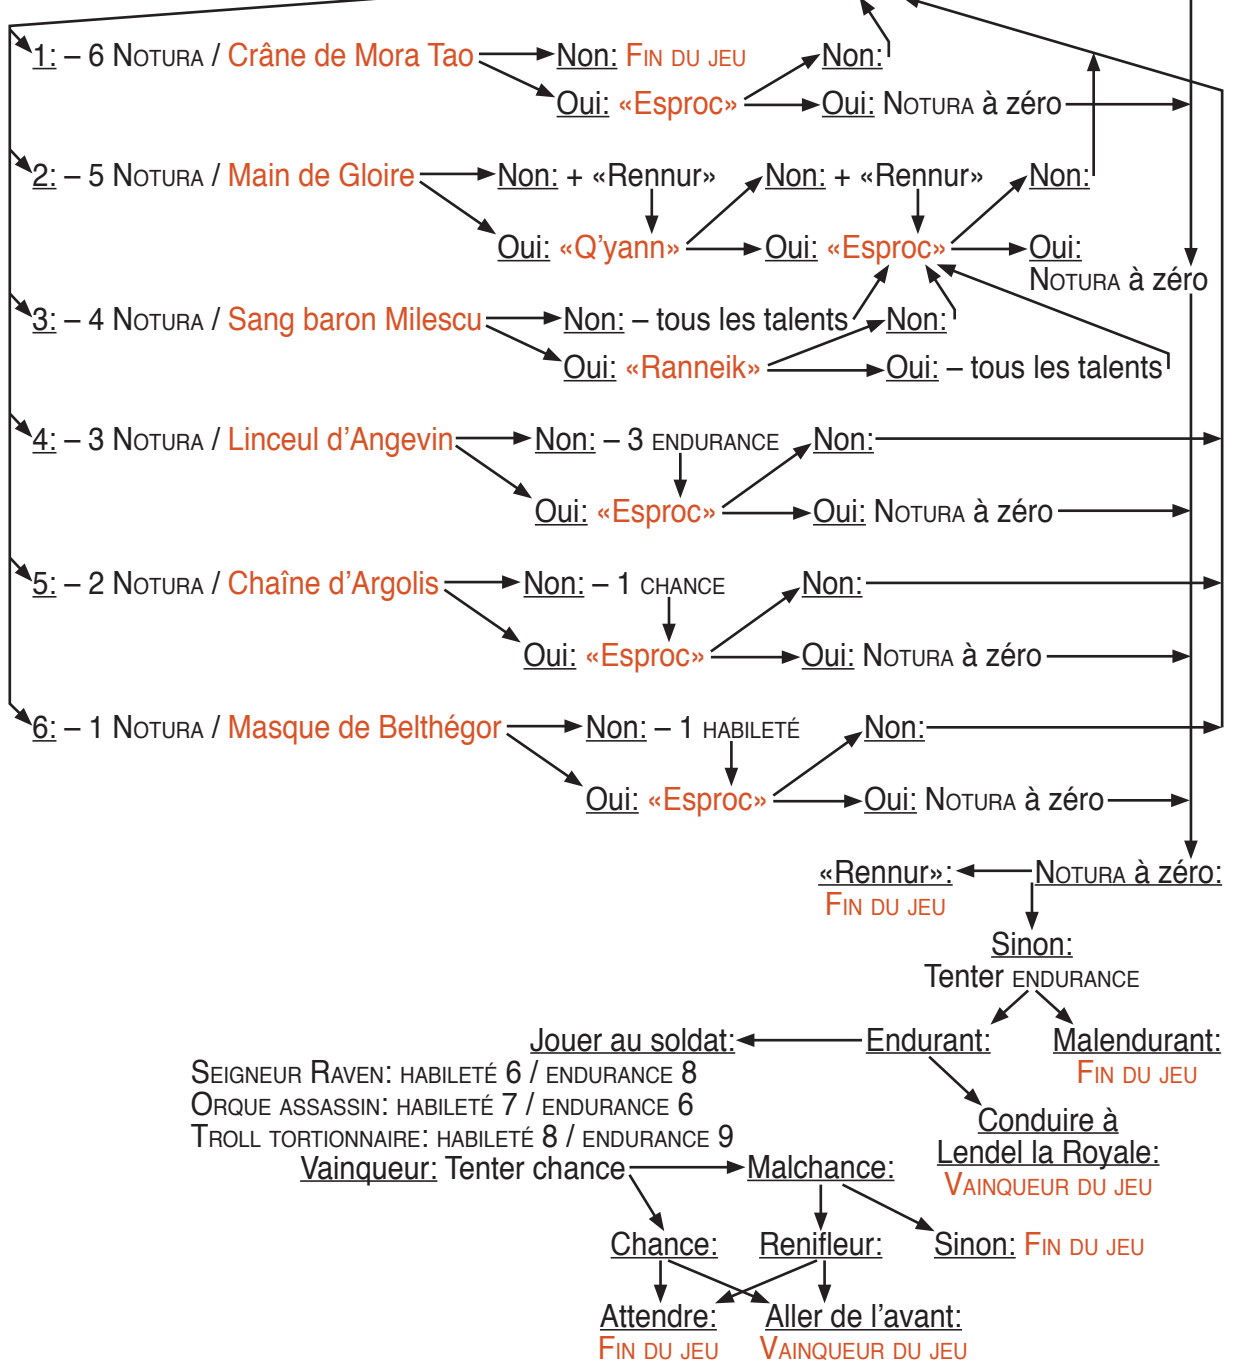 1: – 6 NOTURA / Crâne de Mora Tao Non: FIN DU JEU Non:
Oui: «Esproc» Oui: NOTURA à zéro
2: – 5 NOTURA / Main de Gloire Non: + «Rennur» Non: + «Rennur» Non:
Oui: «Q'yann» Oui: «Esproc» Oui:
NOTURA à zéro
3: – 4 NOTURA / Sang baron Milescu Non: – tous les talents Non:
Oui: «Ranneik» Oui: – tous les talents
4: – 3 NOTURA / Linceul d'Angevin Non: – 3 ENDURANCE Non:
Oui: «Esproc» Oui: NOTURA à zéro
5: – 2 NOTURA / Chaîne d'Argolis Non: – 1 CHANCE Non:
Oui: «Esproc» Oui: NOTURA à zéro
6: – 1 NOTURA / Masque de Belthégor Non: – 1 HABILETÉ Non:
Oui: «Esproc» Oui: NOTURA à zéro
«Rennur»: NOTURA à zéro:
FIN DU JEU
Sinon:
Tenter ENDURANCE
Jouer au soldat: Endurant: Malendurant:
SEIGNEUR RAVEN: HABILETÉ 6 / ENDURANCE 8 FIN DU JEU
ORQUE ASSASSIN: HABILETÉ 7 / ENDURANCE 6 Conduire à
TROLL TORTIONNAIRE: HABILETÉ 8 / ENDURANCE 9 Lendel la Royale:
Vainqueur: Tenter chance Malchance: VAINQUEUR DU JEU
Chance: Renifleur: Sinon: FIN DU JEU
Attendre: Aller de l'avant:
FIN DU JEU VAINQUEUR DU JEU